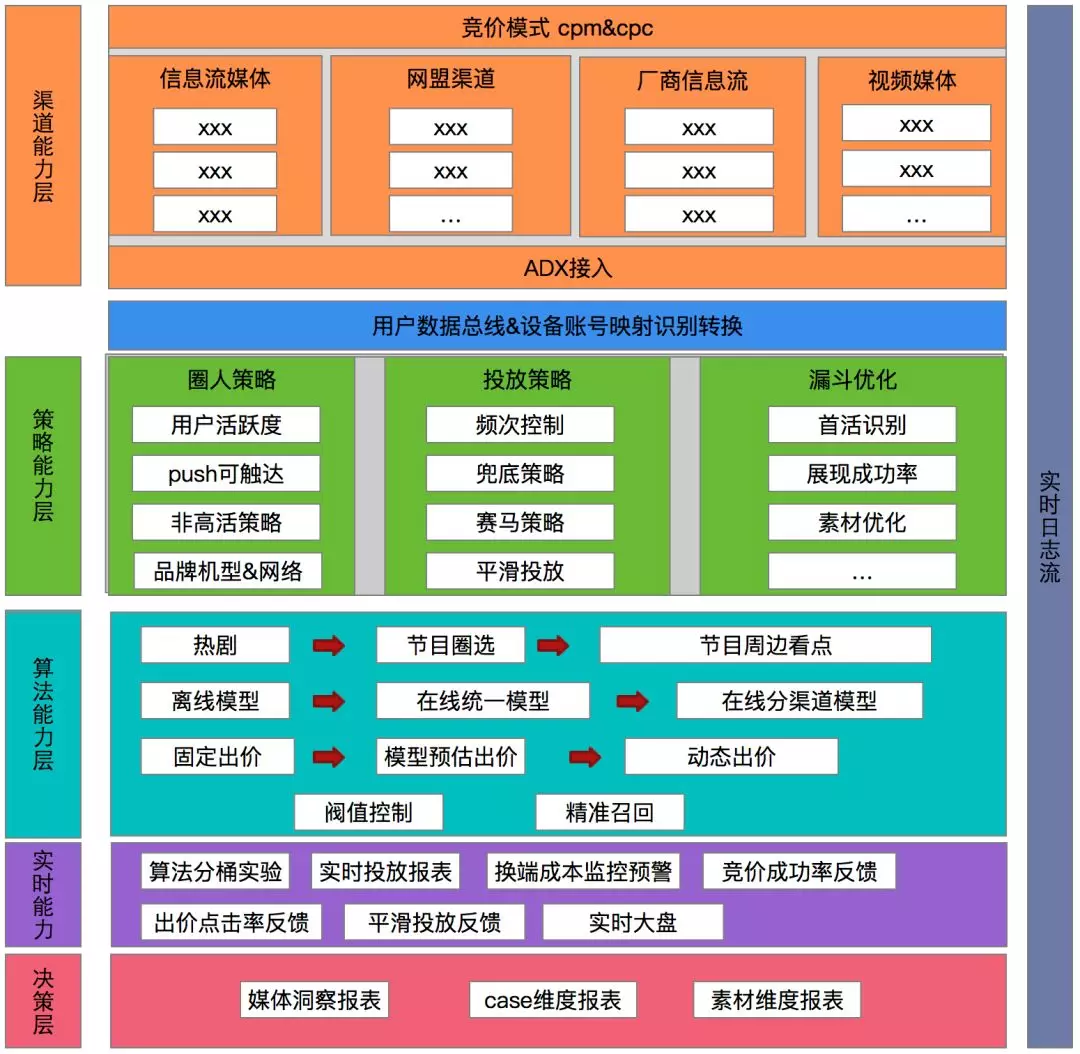 渠道能力层
竞价模式 cpm&cpc
信息流媒体
xxx
xxx
xxx
网盟渠道
xxx
xxx
...
厂商信息流
xxx
xxx
xxx
视频媒体
xxx
xxx
...
ADX接入
用户数据总线&设备账号映射识别转换
策略能力层
圈人策略
用户活跃度
push可触达
非高活策略
品牌机型&网络
投放策略
频次控制
兜底策略
赛马策略
平滑投放
漏斗优化
首活识别
展现成功率
素材优化
...
算法能力层
热剧
节目圈选
节目周边看点
离线模型
在线统一模型
在线分渠道模型
固定出价
模型预估出价
动态出价
阀值控制
精准召回
实时能力
算法分桶实验
实时投放报表
换端成本监控预警
竞价成功率反馈
出价点击率反馈
平滑投放反馈
实时大盘
决策层
媒体洞察报表
case维度报表
素材维度报表
实时日志流